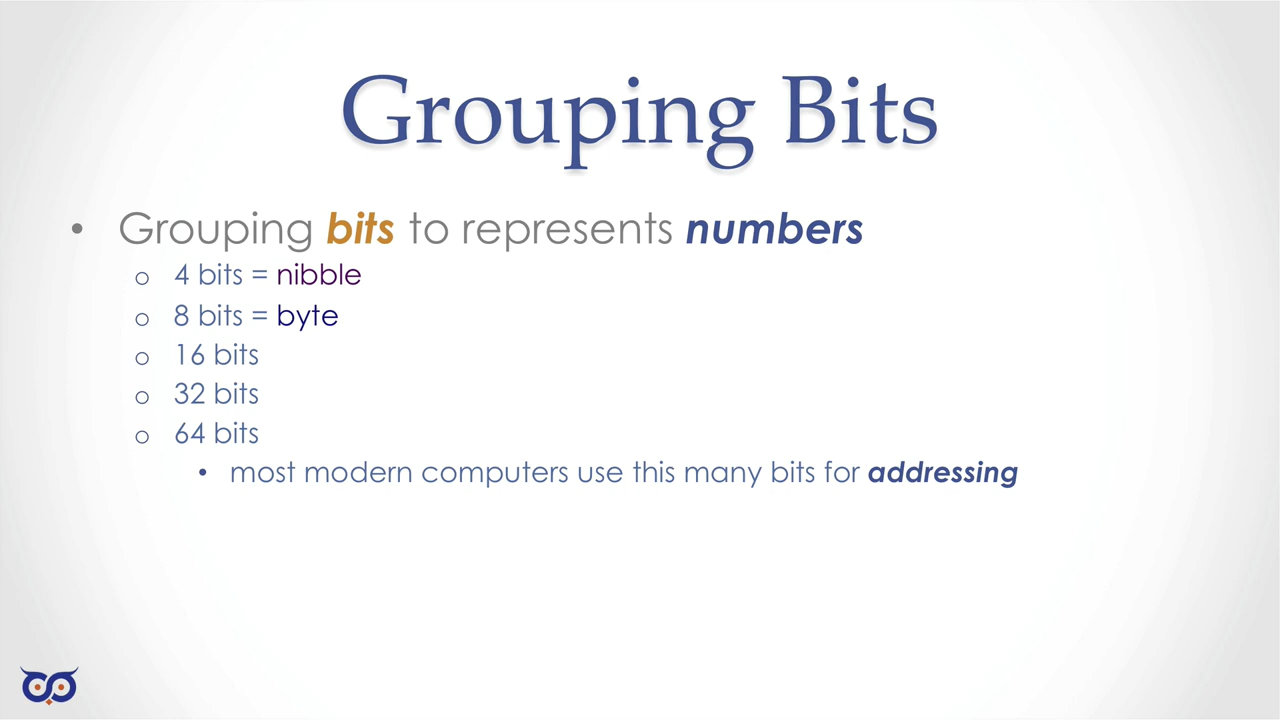 Grouping Bits
• Grouping bits to represents numbers
o 4 bits = nibble
o 8 bits = byte
o 16 bits
o 32 bits
o 64 bits
• most modern computers use this many bits for addressing